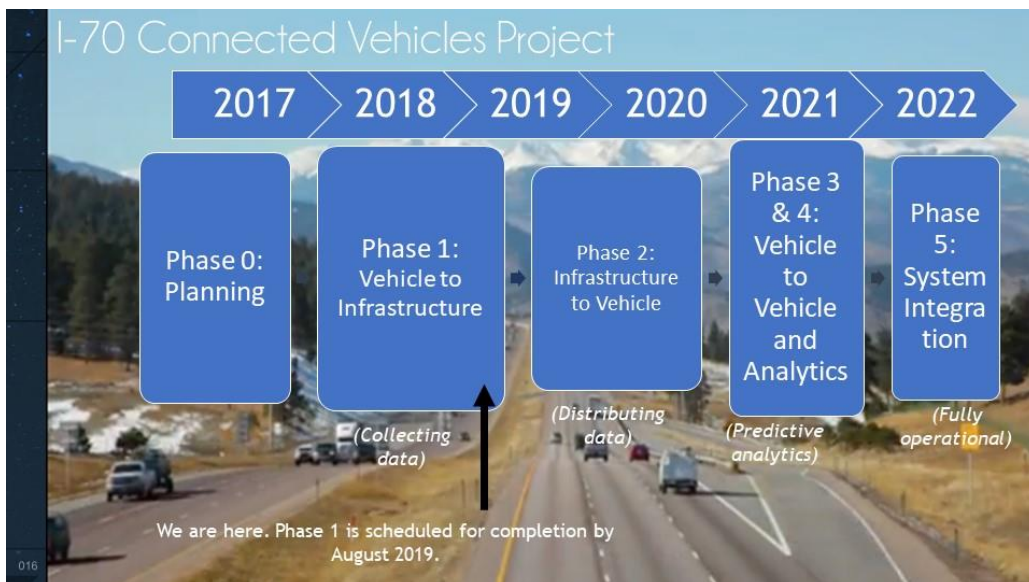 I-70 Connected Vehicles Project
2017
2018
2019
2020
2021
2022
Phase 0:
Planning
Phase 1:
Vehicle to
Infrastructure
Phase 2:
Infrastructure
to Vehicle
Phase 3
& 4:
Vehicle
to
Vehicle
and
Analytics
Phase
5:
System
Integra
tion
(Collecting
data)
(Distributing
data)
(Predictive
analytics)
(Fully
operational)
We are here. Phase 1 is scheduled for completion by
August 2019.
016